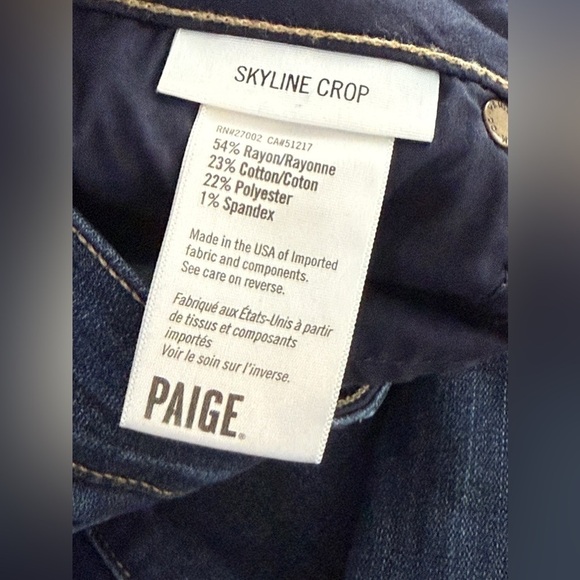 SKYLINE CROP
RN#27002 CA#51217
54% Rayon/Rayonne
23% Cotton/Coton
22% Polyester
1% Spandex
Made in the USA of Imported
fabric and components.
See care on reverse.
Fabriqué aux États-Unis à partir
de tissus et composants
importés
Voir le soin sur l'inverse.
PAIGE®